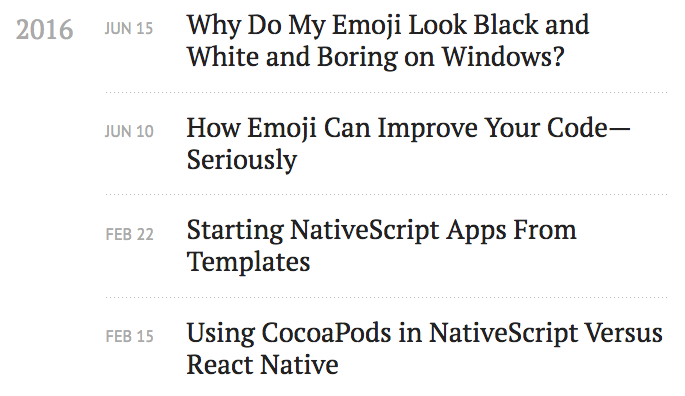 2016 JUN 15 Why Do My Emoji Look Black and
White and Boring on Windows?
JUN 10 How Emoji Can Improve Your Code—
Seriously
FEB 22 Starting NativeScript Apps From
Templates
FEB 15 Using CocoaPods in NativeScript Versus
React Native